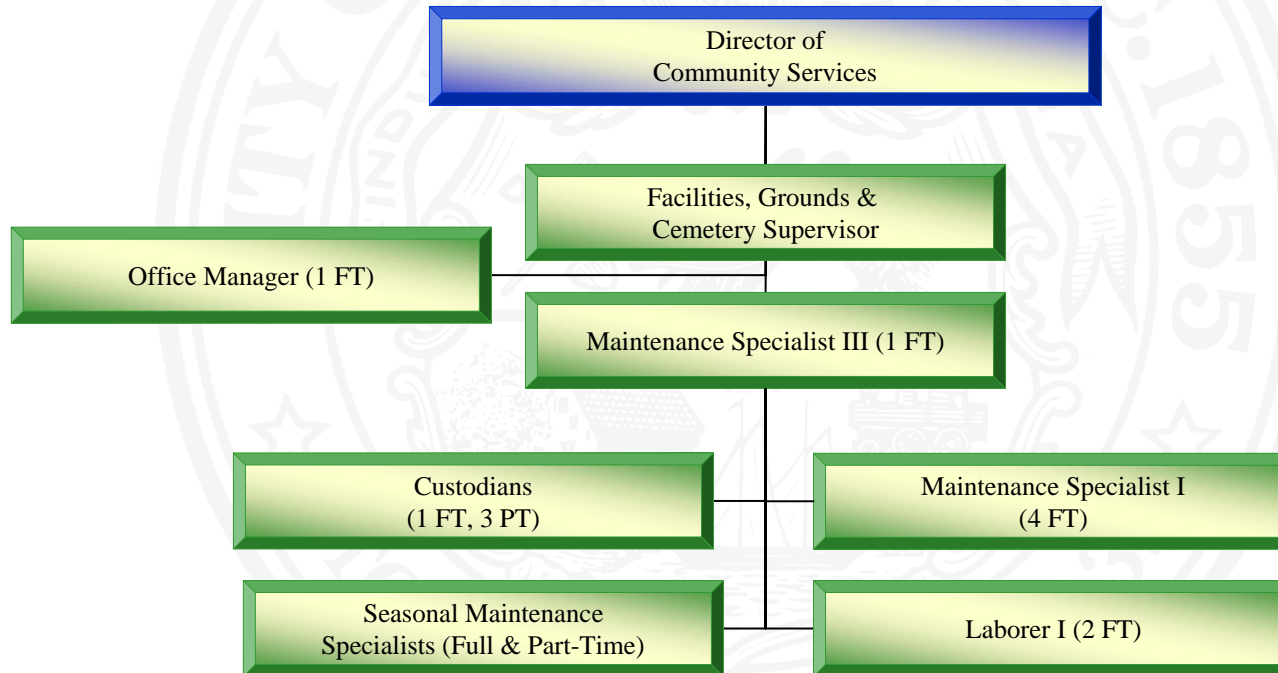 Director of
Community Services
Facilities, Grounds &
Cemetery Supervisor
Office Manager (1 FT)
Maintenance Specialist III (1 FT)
Custodians
(1 FT, 3 PT)
Maintenance Specialist I
(4 FT)
Seasonal Maintenance
Specialists (Full & Part-Time)
Laborer I (2 FT)
1855